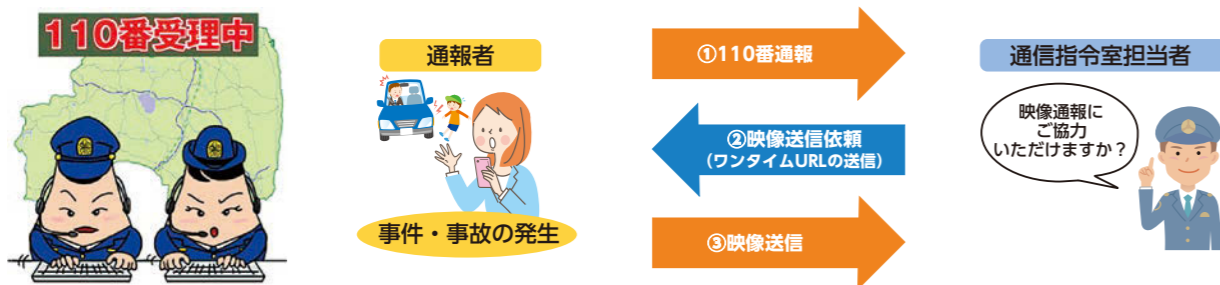 110番受理中
通報者
事件・事故の発生
①110番通報
②映像送信依頼
（ワンタイムURLの送信）
③映像送信
通信指令室担当者
映像通報に
ご協力
いただけますか？